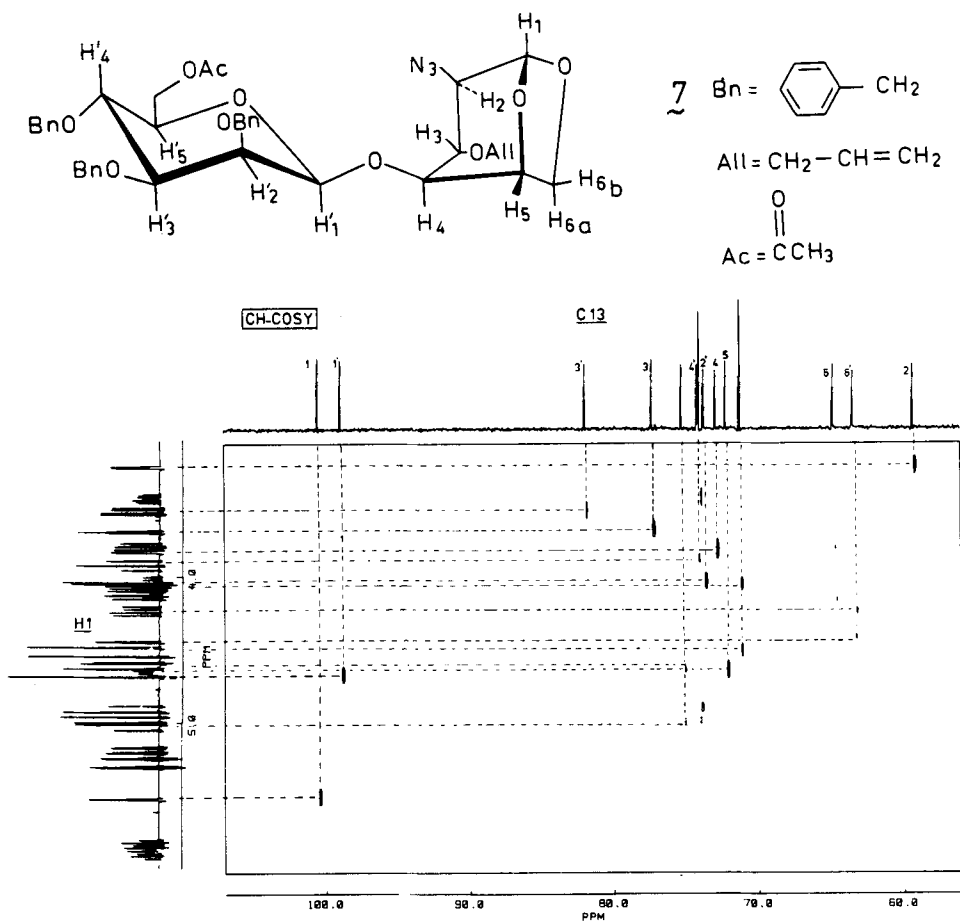 H1
H'4
OAc
N3
O
7 Bn = CH2
BnO
O
OBn
H2
O
H'5
H3
OAll
All = CH2-CH=CH2
BnO
O
H'2
H6b
H'3
H'1
H4
H5
H6a
O
Ac = CCH3
CH-COSY
C 13
1 1' 3' 3 4' 2' 4 5 6 6' 2
4.0
H1
PPM
5.0
100.0 90.0 80.0 70.0 60.0
PPM